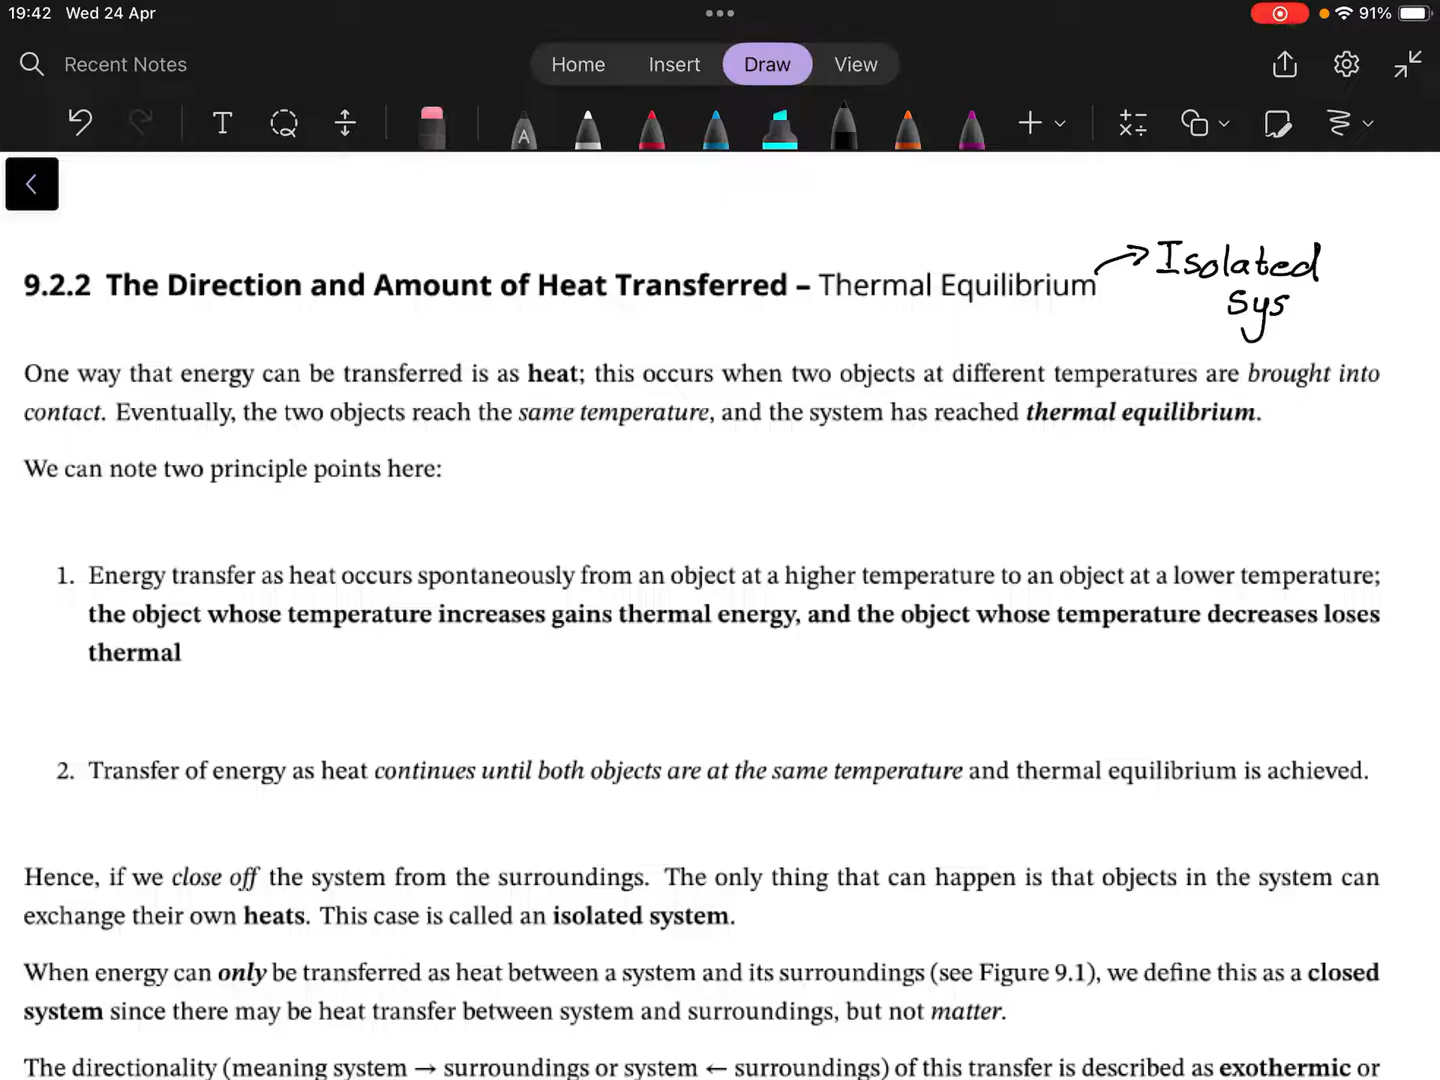 19:42 Wed 24 Apr
91%
Recent Notes
Home Insert Draw View
T
A
9.2.2 The Direction and Amount of Heat Transferred – Thermal Equilibrium
Isolated
Sys
One way that energy can be transferred is as heat; this occurs when two objects at different temperatures are brought into
contact. Eventually, the two objects reach the same temperature, and the system has reached thermal equilibrium.
We can note two principle points here:
1. Energy transfer as heat occurs spontaneously from an object at a higher temperature to an object at a lower temperature;
the object whose temperature increases gains thermal energy, and the object whose temperature decreases loses
thermal
2. Transfer of energy as heat continues until both objects are at the same temperature and thermal equilibrium is achieved.
Hence, if we close off the system from the surroundings. The only thing that can happen is that objects in the system can
exchange their own heats. This case is called an isolated system.
When energy can only be transferred as heat between a system and its surroundings (see Figure 9.1), we define this as a closed
system since there may be heat transfer between system and surroundings, but not matter.
The directionality (meaning system → surroundings or system ← surroundings) of this transfer is described as exothermic or